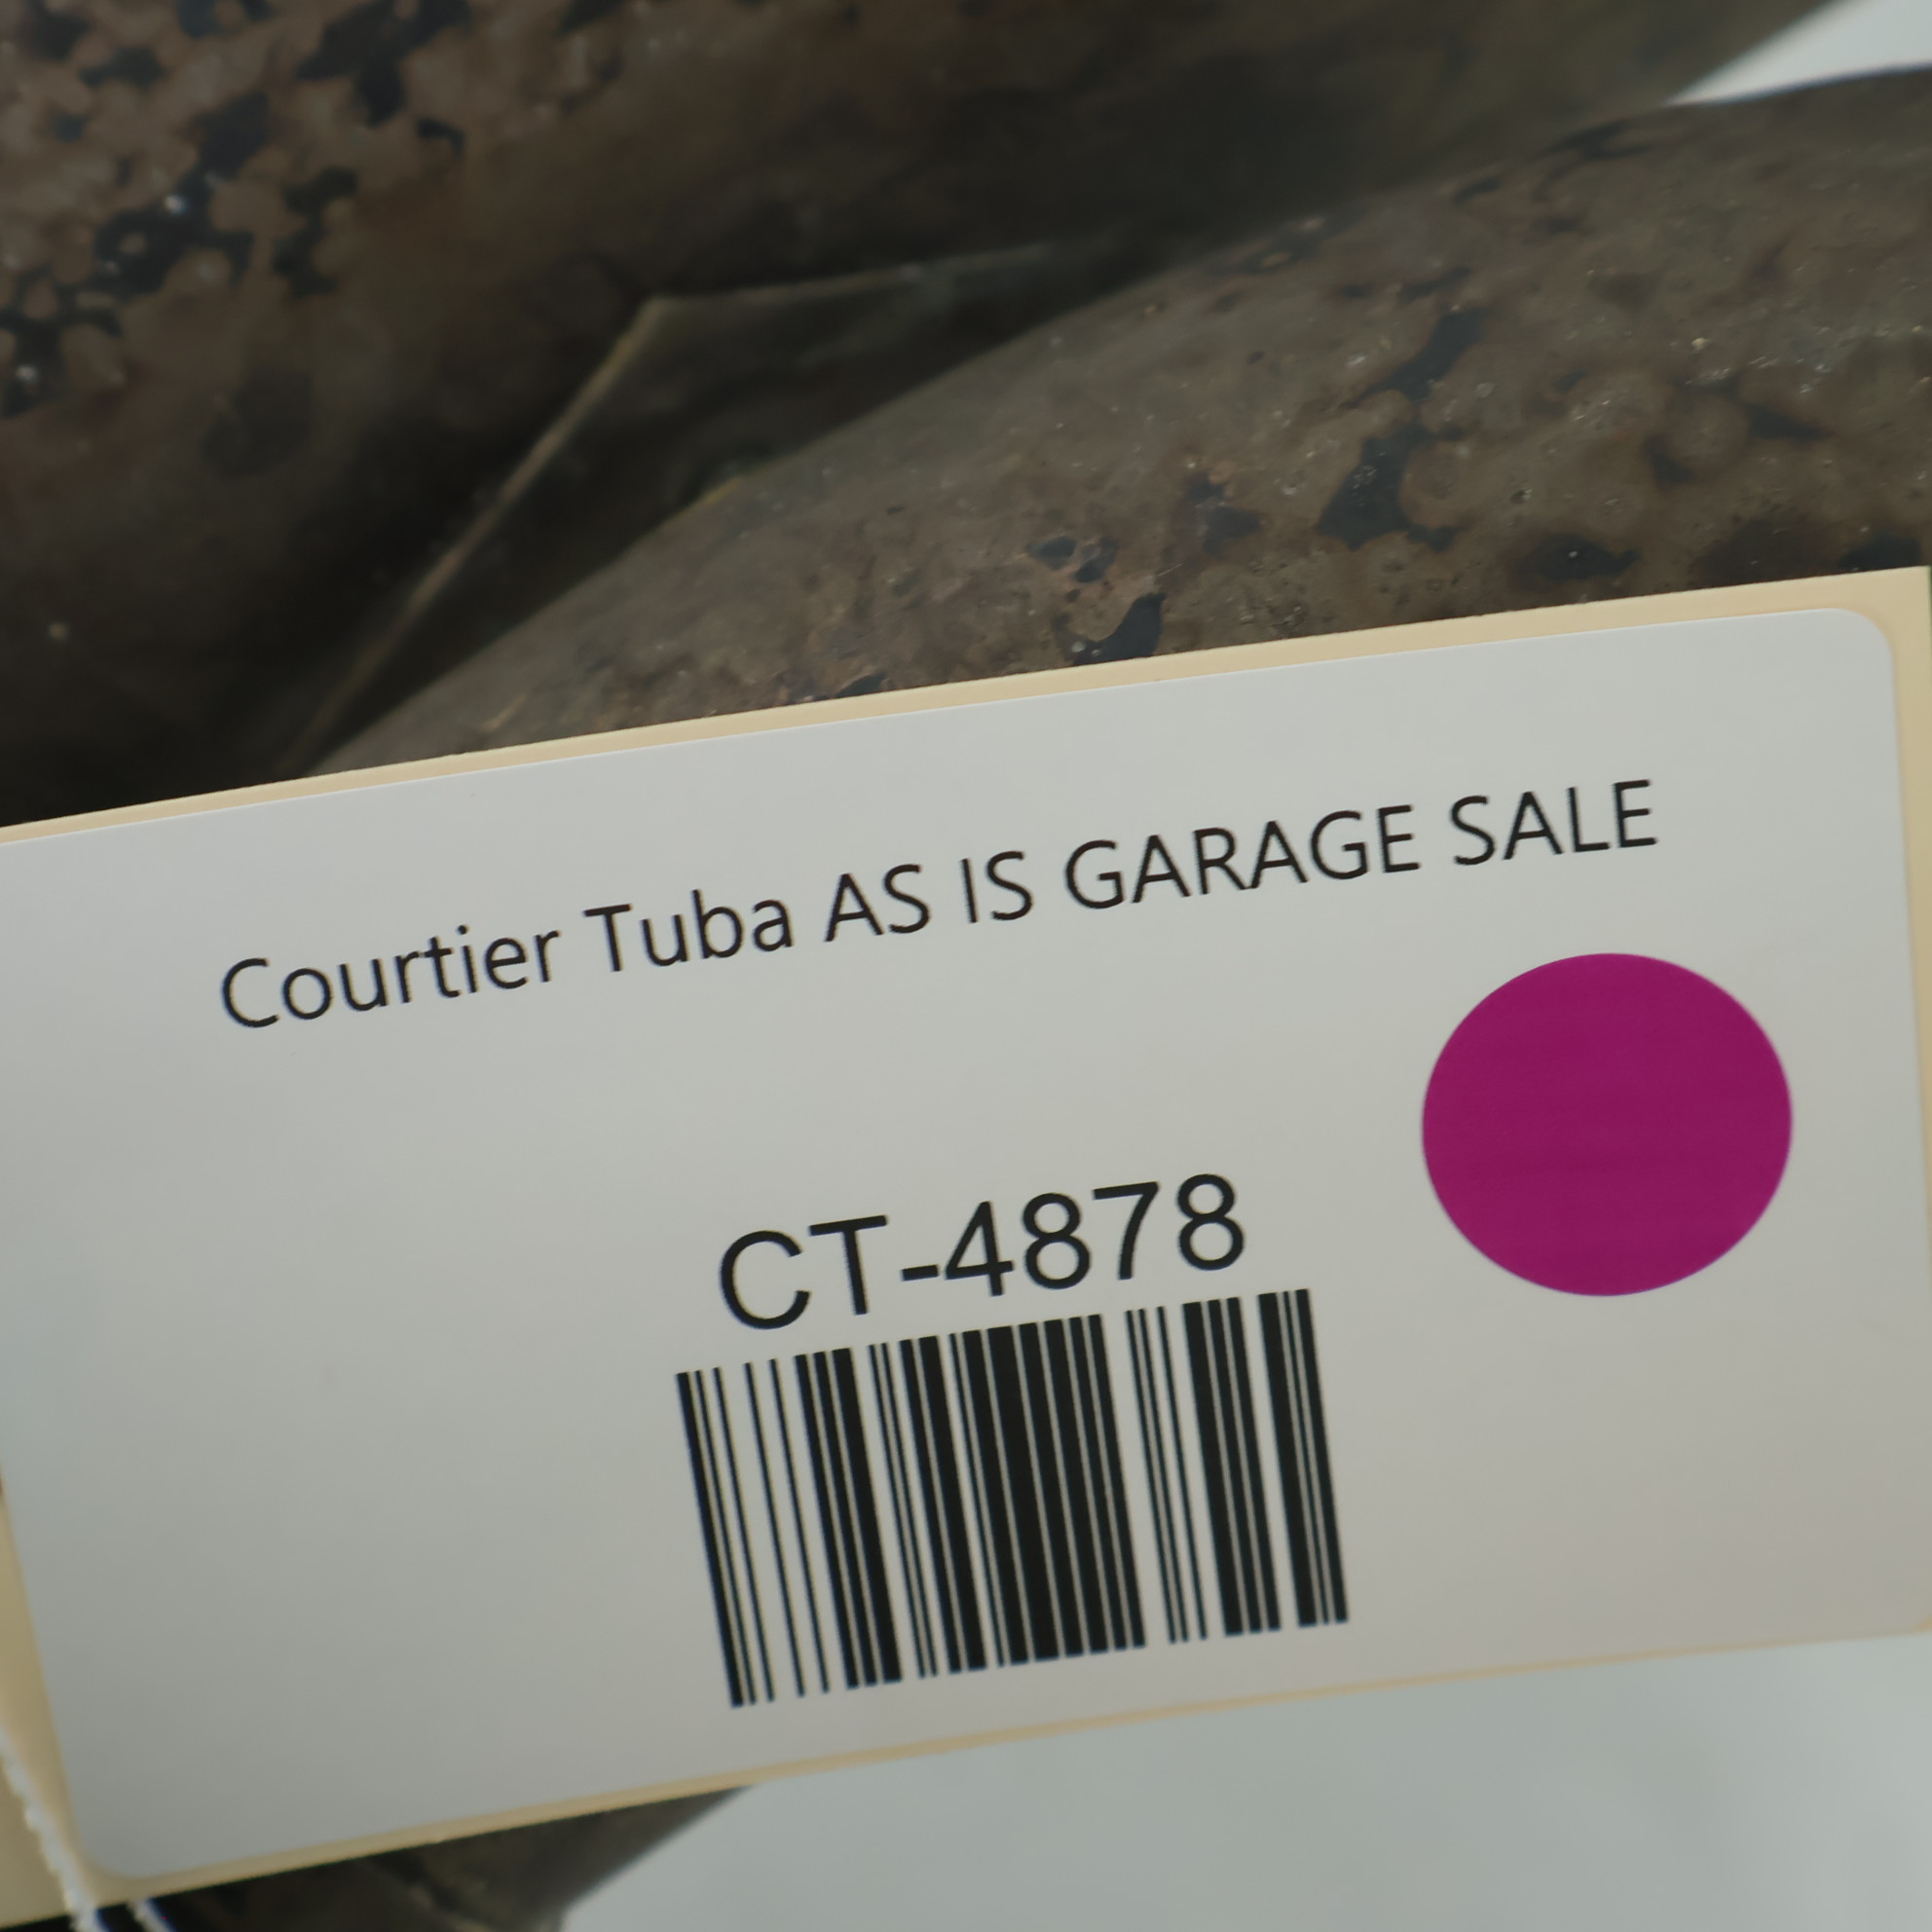 Courtier Tuba AS IS GARAGE SALE
CT-4878